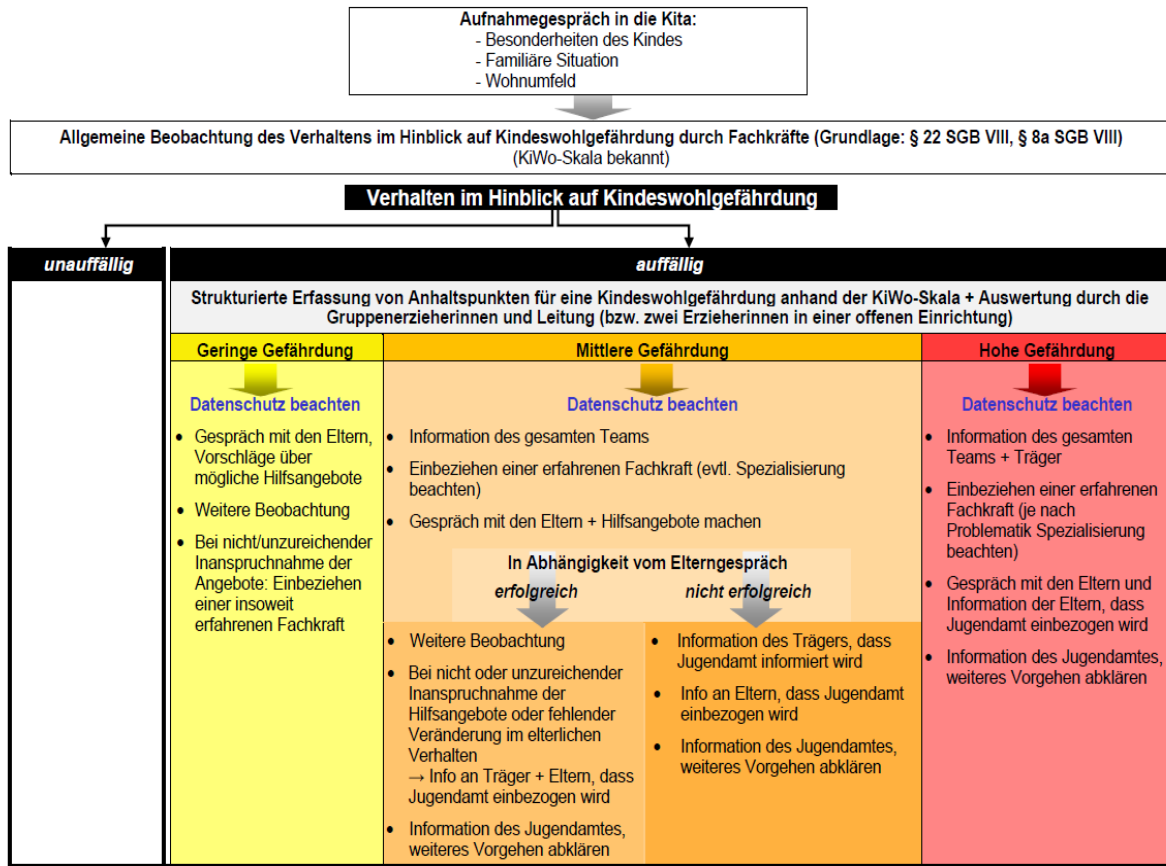 Aufnahmegespräch in die Kita:
- Besonderheiten des Kindes
- Familiäre Situation
- Wohnumfeld
Allgemeine Beobachtung des Verhaltens im Hinblick auf Kindeswohlgefährdung durch Fachkräfte (Grundlage: § 22 SGB VIII, § 8a SGB VIII)
(KiWo-Skala bekannt)
Verhalten im Hinblick auf Kindeswohlgefährdung
unauffällig
auffällig
Strukturierte Erfassung von Anhaltspunkten für eine Kindeswohlgefährdung anhand der KiWo-Skala + Auswertung durch die
Gruppenerzieherinnen und Leitung (bzw. zwei Erzieherinnen in einer offenen Einrichtung)
Geringe Gefährdung
Datenschutz beachten
• Gespräch mit den Eltern,
Vorschläge über
mögliche Hilfsangebote
• Weitere Beobachtung
• Bei nicht/unzureichender
Inanspruchnahme der
Angebote: Einbeziehen
einer insoweit
erfahrenen Fachkraft
Mittlere Gefährdung
Datenschutz beachten
• Information des gesamten Teams
• Einbeziehen einer erfahrenen Fachkraft (evtl. Spezialisierung
beachten)
• Gespräch mit den Eltern + Hilfsangebote machen
In Abhängigkeit vom Elterngespräch
erfolgreich
nicht erfolgreich
• Weitere Beobachtung
• Bei nicht oder unzureichender
Inanspruchnahme der
Hilfsangebote oder fehlender
Veränderung im elterlichen
Verhalten
→ Info an Träger + Eltern, dass
Jugendamt einbezogen wird
• Information des Jugendamtes,
weiteres Vorgehen abklären
• Information des Trägers, dass
Jugendamt informiert wird
• Info an Eltern, dass Jugendamt
einbezogen wird
• Information des Jugendamtes,
weiteres Vorgehen abklären
Hohe Gefährdung
Datenschutz beachten
• Information des gesamten
Teams + Träger
• Einbeziehen einer erfahrenen
Fachkraft (je nach
Problematik Spezialisierung
beachten)
• Gespräch mit den Eltern und
Information der Eltern, dass
Jugendamt einbezogen wird
• Information des Jugendamtes,
weiteres Vorgehen abklären